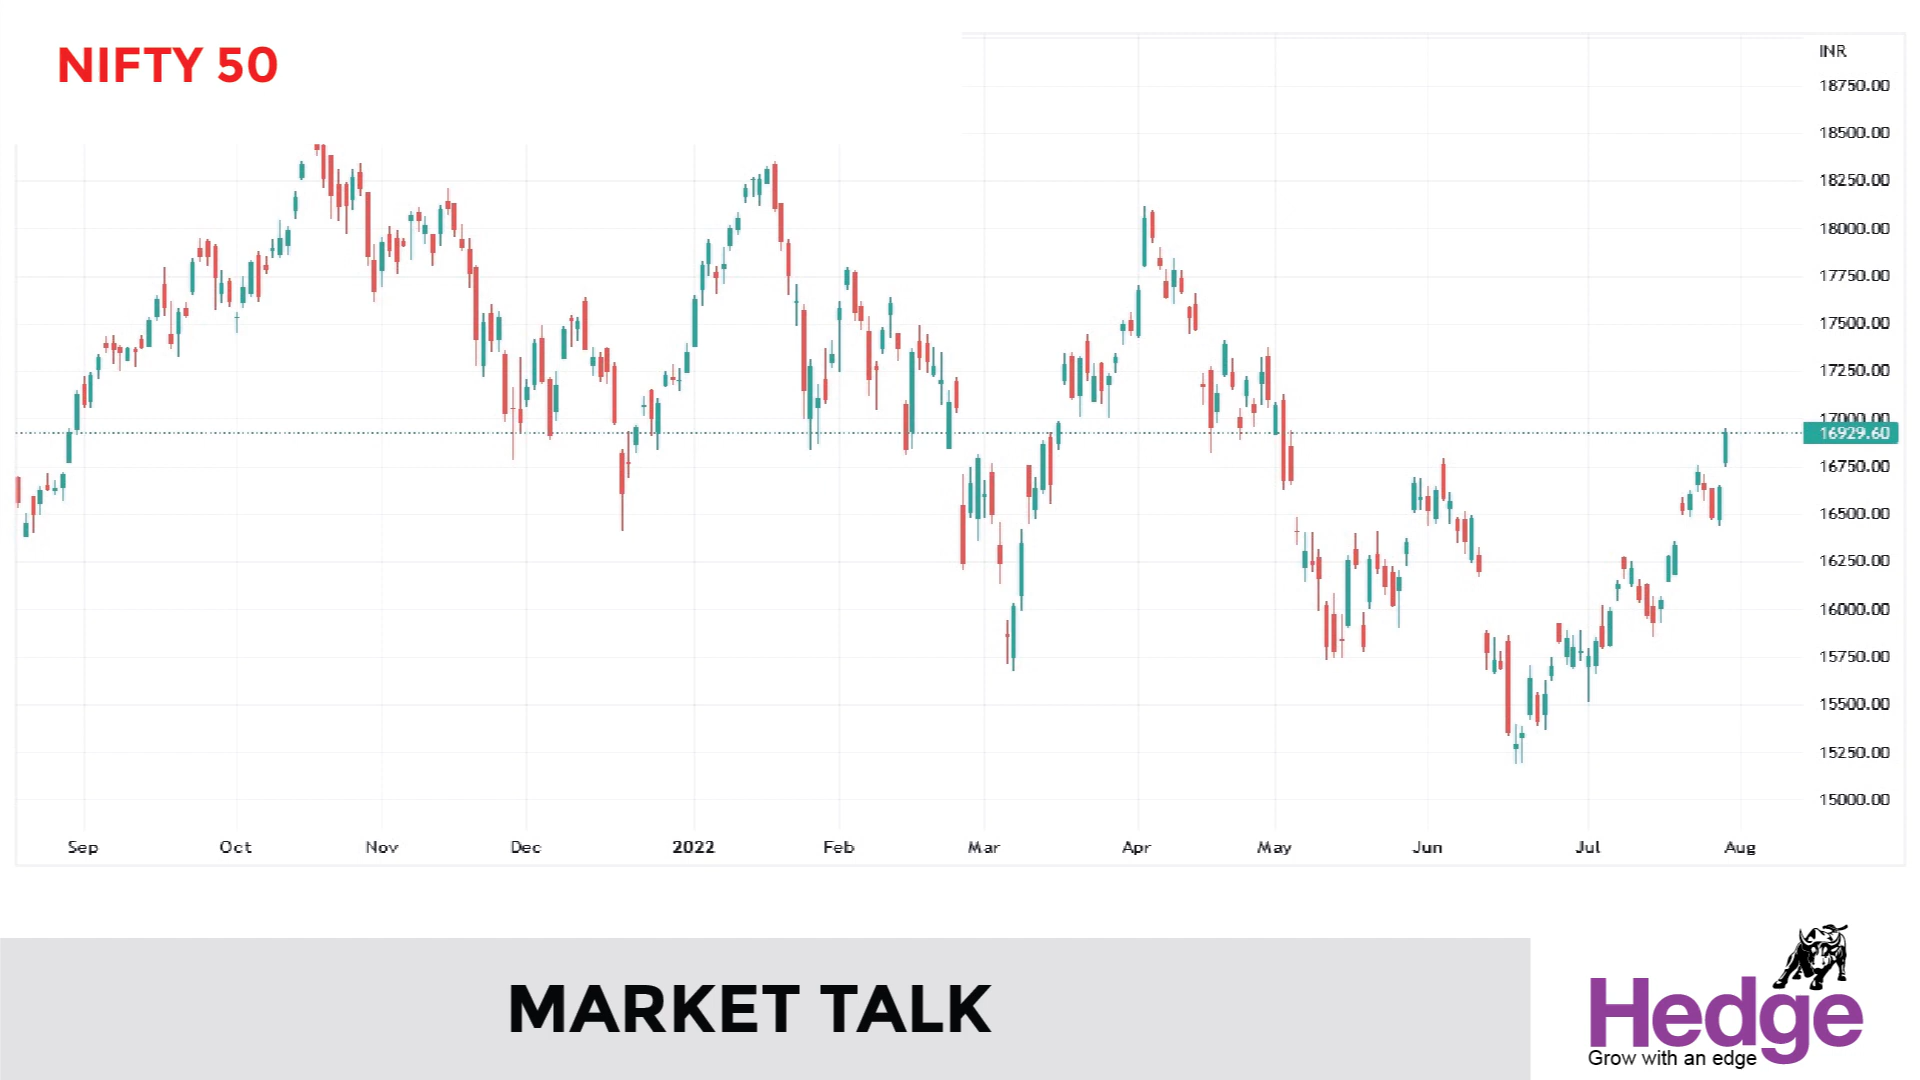 NIFTY 50
INR
18750.00
18500.00
18250.00
18000.00
17750.00
17500.00
17250.00
17000.00
16929.60
16750.00
16500.00
16250.00
16000.00
15750.00
15500.00
15250.00
15000.00
Sep Oct Nov Dec 2022 Feb Mar Apr May Jun Jul Aug
MARKET TALK
Hedge
Grow with an edge